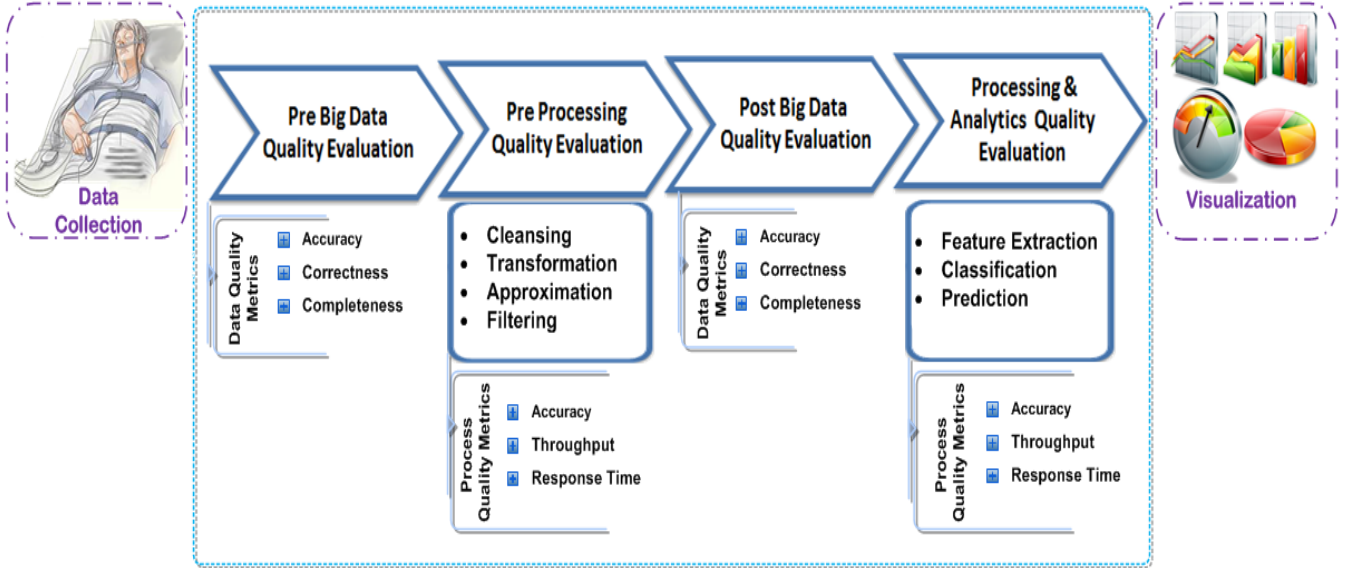 Data
Collection
Pre Big Data
Quality Evaluation
Data Quality
Metrics
Accuracy
Correctness
Completeness
Pre Processing
Quality Evaluation
• Cleansing
• Transformation
• Approximation
• Filtering
Process
Quality Metrics
Accuracy
Throughput
Response Time
Post Big Data
Quality Evaluation
Data Quality
Metrics
Accuracy
Correctness
Completeness
Processing &
Analytics Quality
Evaluation
• Feature Extraction
• Classification
• Prediction
Process
Quality Metrics
Accuracy
Throughput
Response Time
Visualization